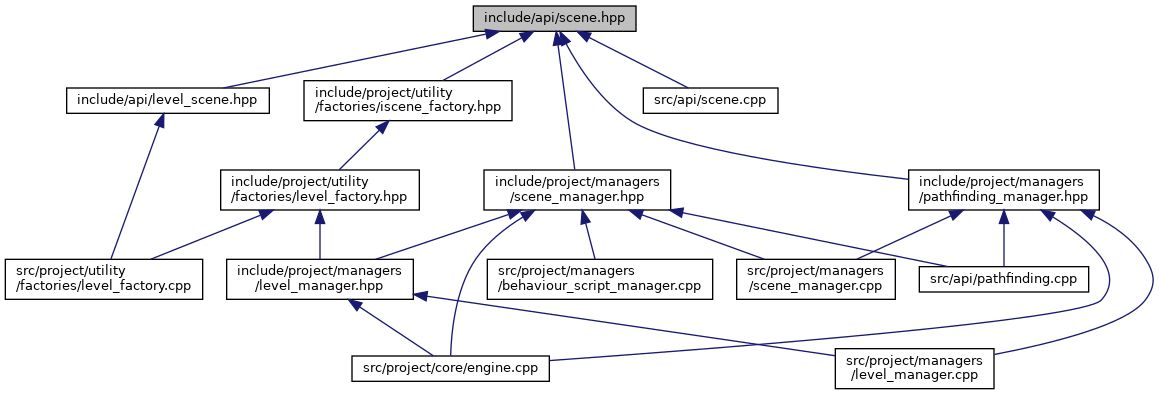 include/api/scene.hpp
include/api/level_scene.hpp
include/project/utility
/factories/iscene_factory.hpp
src/api/scene.cpp
include/project/utility
/factories/level_factory.hpp
include/project/managers
/scene_manager.hpp
include/project/managers
/pathfinding_manager.hpp
src/project/utility
/factories/level_factory.cpp
include/project/managers
/level_manager.hpp
src/project/managers
/behaviour_script_manager.cpp
src/project/managers
/scene_manager.cpp
src/api/pathfinding.cpp
src/project/core/engine.cpp
src/project/managers
/level_manager.cpp